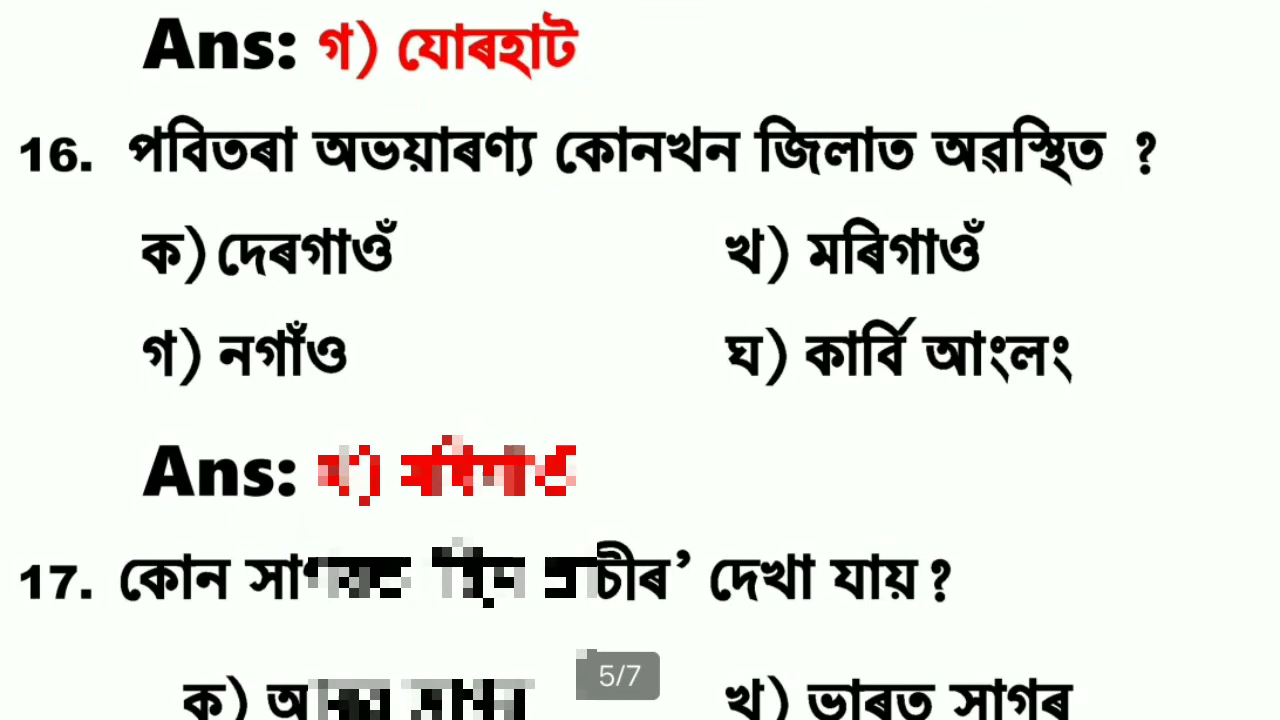 Ans: গ) যোৰহাট
16. পবিতৰা অভয়াৰণ্য কোনখন জিলাত অৱস্থিত ?
ক) দেৰগাওঁ খ) মৰিগাওঁ
গ) নগাঁও ঘ) কাৰ্বি আংলং
Ans:
17. কোন দেখা যায় ?
5/7
ক) খ) ভাৰত সাগৰ